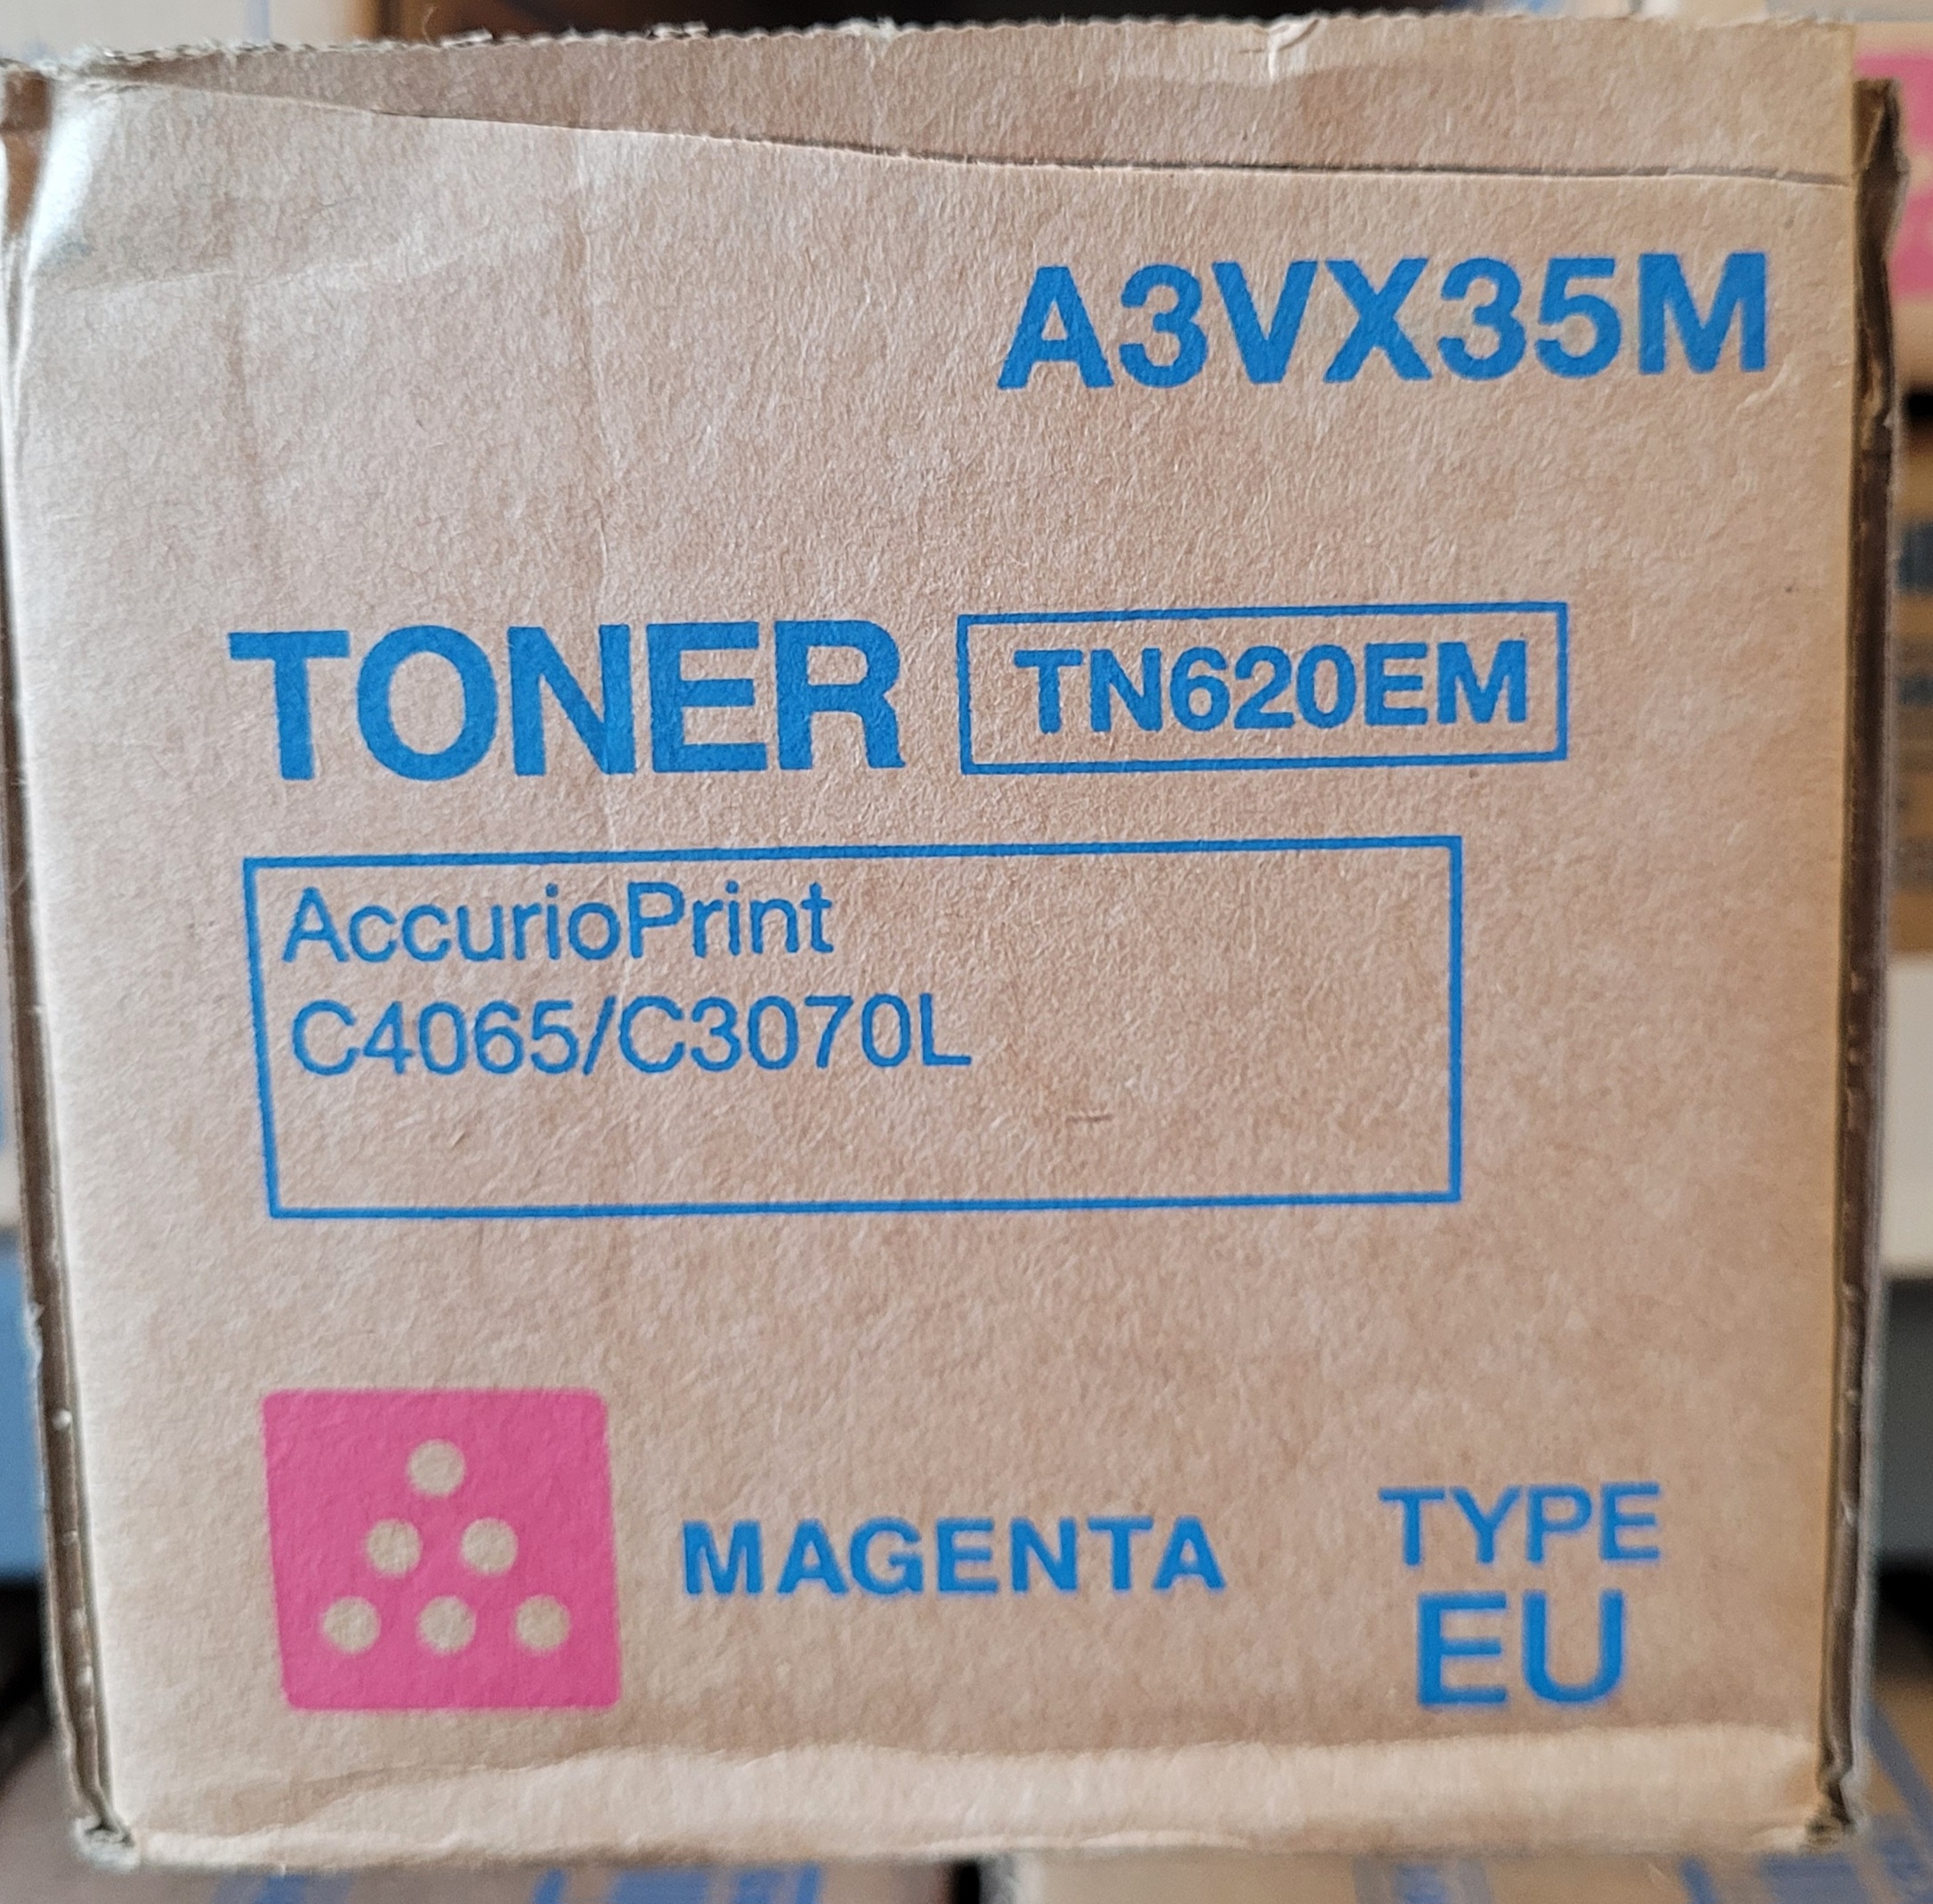 A3VX35M
TONER TN620EM
AccurioPrint
C4065/C3070L
MAGENTA
TYPE
EU